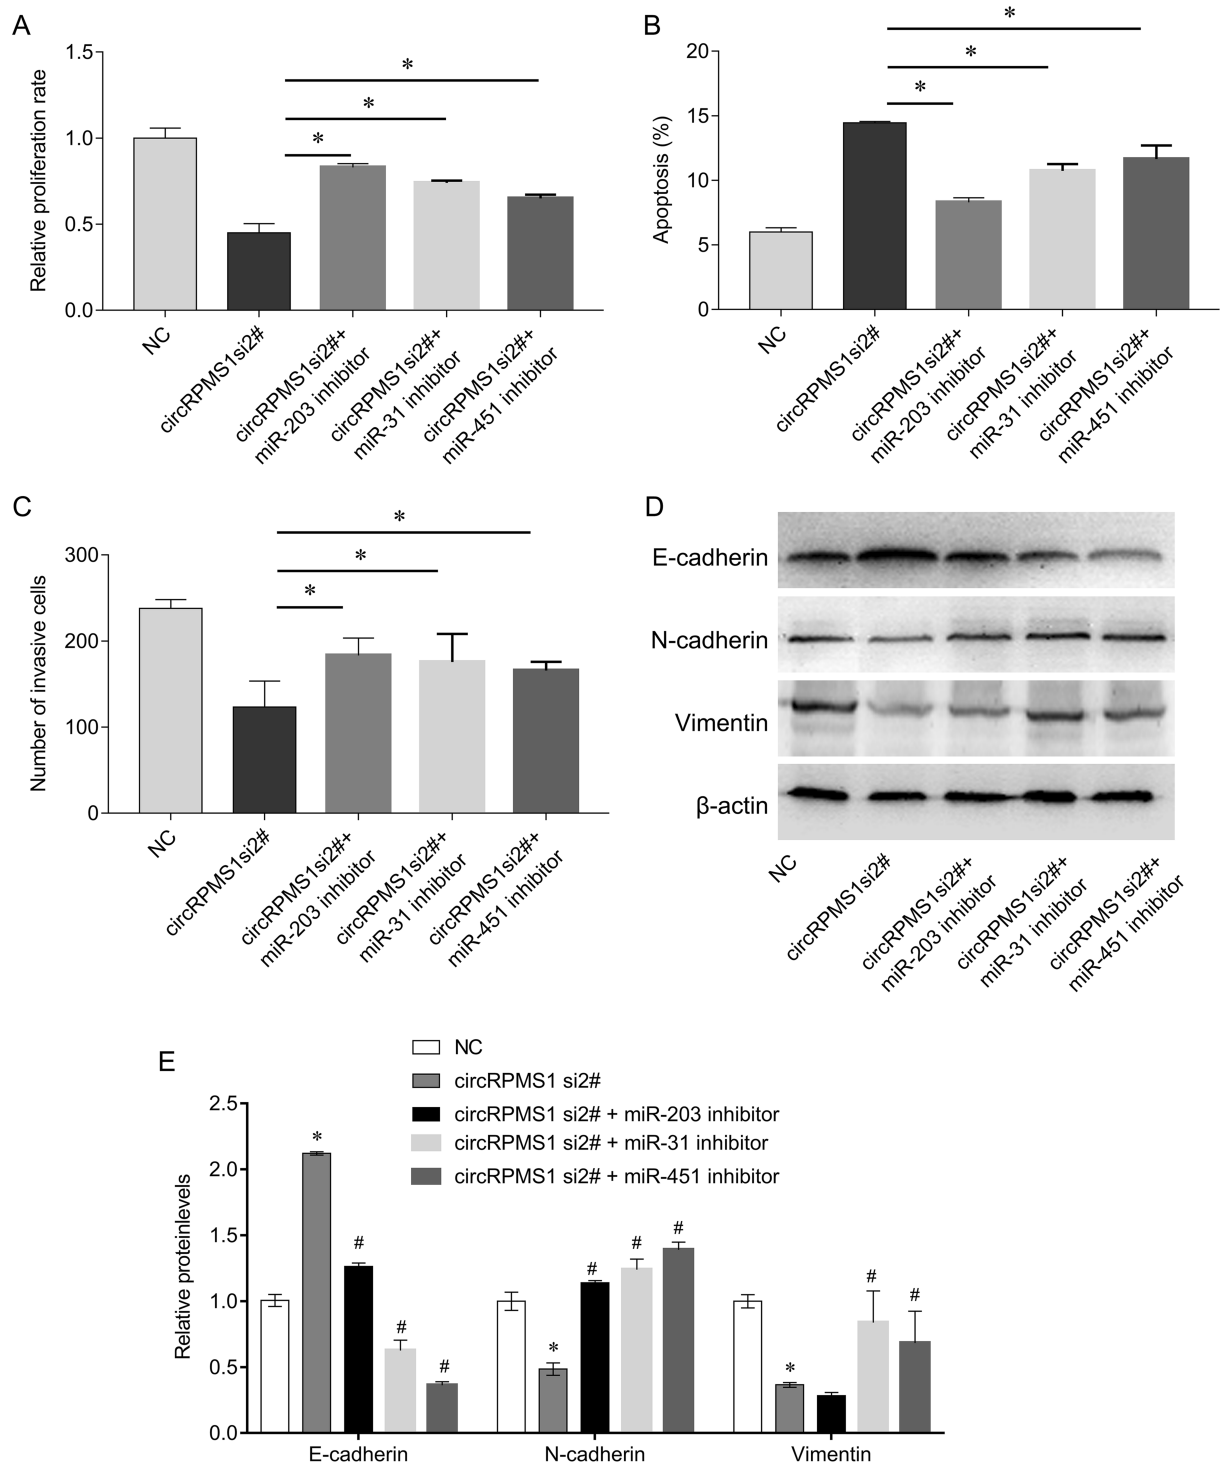 A
Relative proliferation rate
1.5
1.0
0.5
0.0
*
*
*
NC
circRPMS1si2#
circRPMS1si2#+
miR-203 inhibitor
circRPMS1si2#+
miR-31 inhibitor
circRPMS1si2#+
miR-451 inhibitor
B
Apoptosis (%)
20
15
10
5
0
*
*
*
NC
circRPMS1si2#
circRPMS1si2#+
miR-203 inhibitor
circRPMS1si2#+
miR-31 inhibitor
circRPMS1si2#+
miR-451 inhibitor
C
Number of invasive cells
300
200
100
0
*
*
*
NC
circRPMS1si2#
circRPMS1si2#+
miR-203 inhibitor
circRPMS1si2#+
miR-31 inhibitor
circRPMS1si2#+
miR-451 inhibitor
D
E-cadherin
N-cadherin
Vimentin
β-actin
NC
circRPMS1si2#
circRPMS1si2#+
miR-203 inhibitor
circRPMS1si2#+
miR-31 inhibitor
circRPMS1si2#+
miR-451 inhibitor
E
NC
circRPMS1 si2#
circRPMS1 si2# + miR-203 inhibitor
circRPMS1 si2# + miR-31 inhibitor
circRPMS1 si2# + miR-451 inhibitor
Relative proteinlevels
2.5
2.0
1.5
1.0
0.5
0.0
* # # #
* # # #
* # #
E-cadherin
N-cadherin
Vimentin